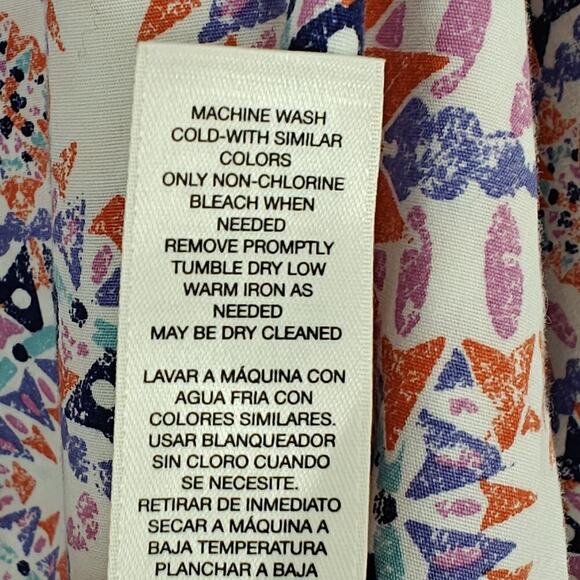 MACHINE WASH
COLD-WITH SIMILAR
COLORS
ONLY NON-CHLORINE
BLEACH WHEN
NEEDED
REMOVE PROMPTLY
TUMBLE DRY LOW
WARM IRON AS
NEEDED
MAY BE DRY CLEANED
LAVAR A MÁQUINA CON
AGUA FRIA CON
COLORES SIMILARES.
USAR BLANQUEADOR
SIN CLORO CUANDO
SE NECESITE.
RETIRAR DE INMEDIATO
SECAR A MÁQUINA A
BAJA TEMPERATURA
PLANCHAR A BAJA